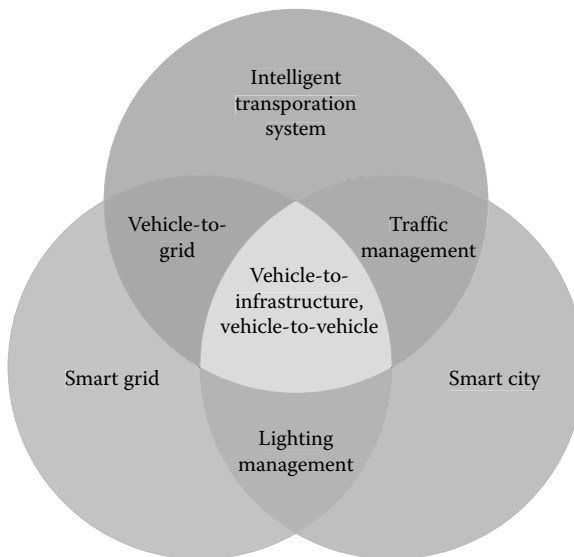 Intelligent
transporation
system
Vehicle-to-
grid
Traffic
management
Vehicle-to-
infrastructure,
vehicle-to-vehicle
Smart grid
Smart city
Lighting
management